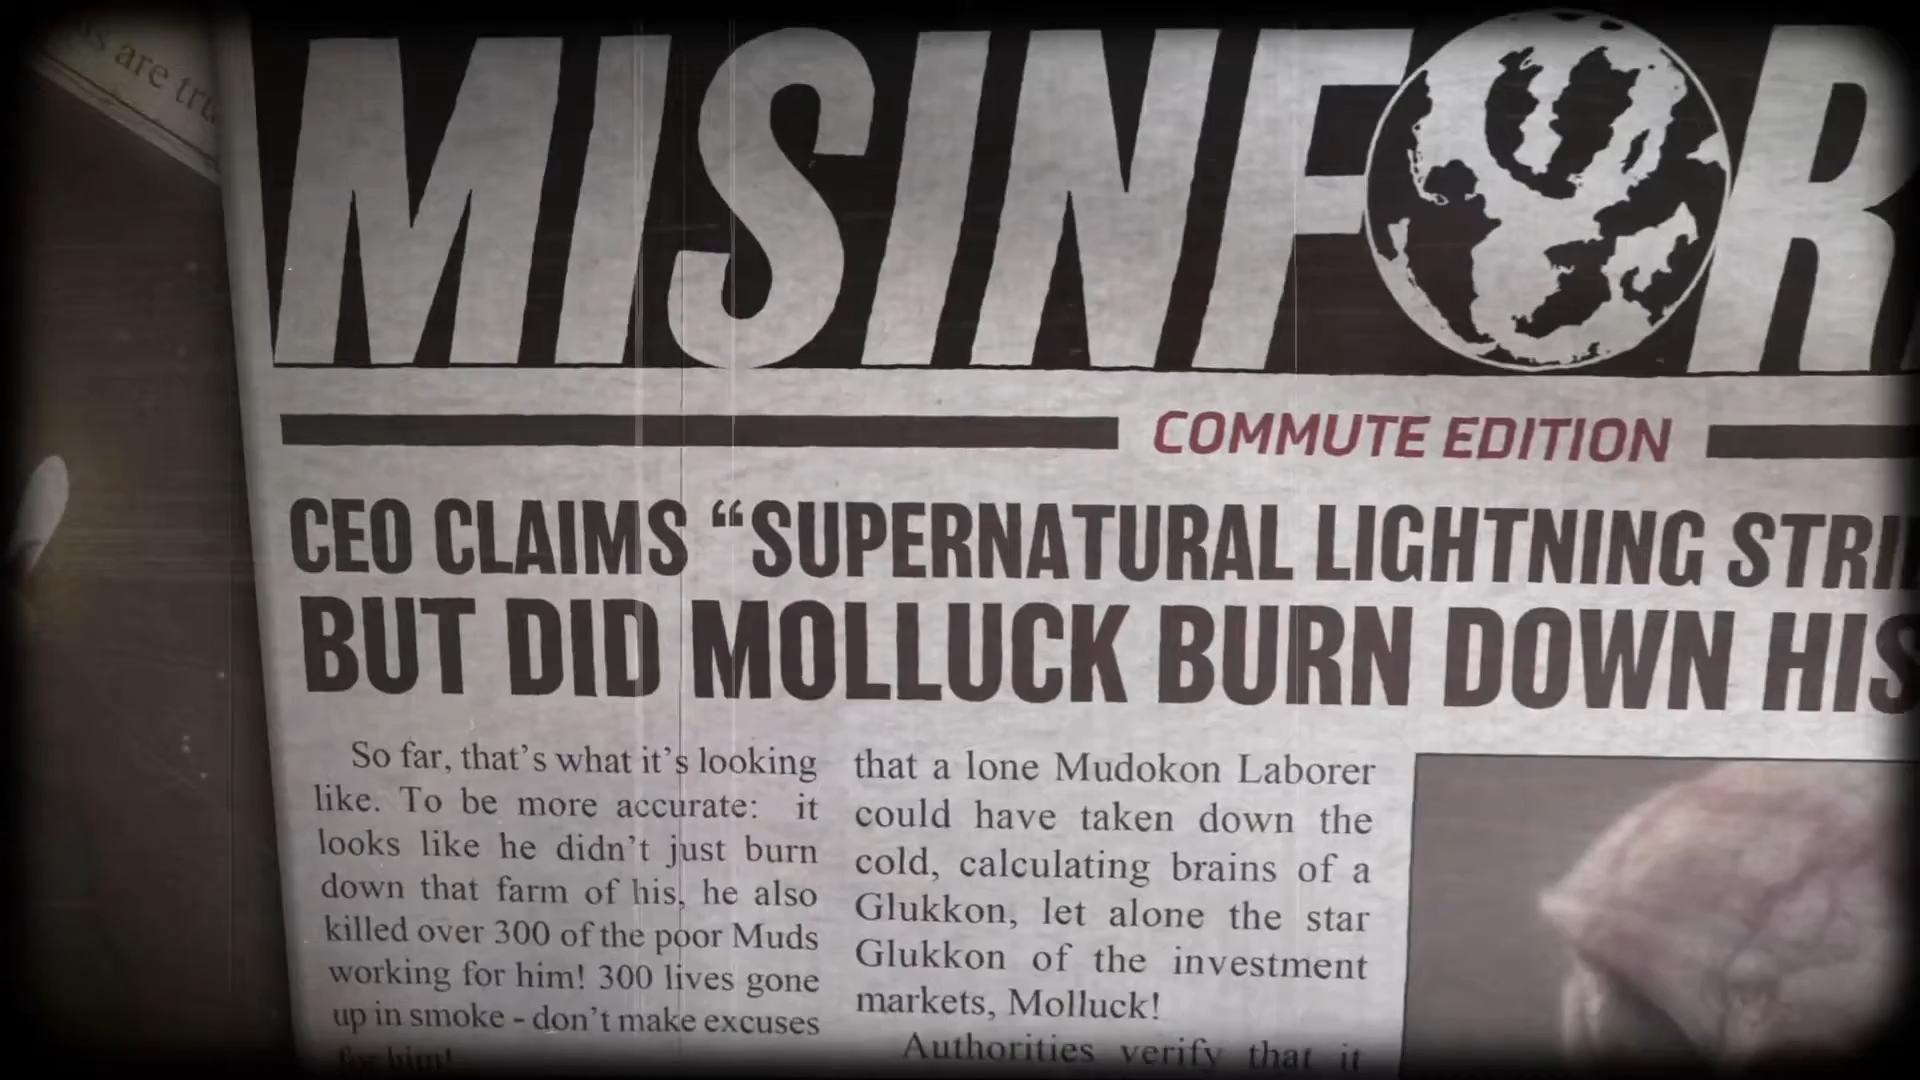 are
MISINF R
COMMUTE EDITION
CEO CLAIMS “SUPERNATURAL LIGHTNING
BUT DID MOLLUCK BURN DOWN HIS
So far, that’s what it’s looking
like. To be more accurate: it
looks like he didn’t just burn
down that farm of his, he also
killed over 300 of the poor Muds
working for him! 300 lives gone
up in smoke - don’t make excuses
for him!
that a lone Mudokon Laborer
could have taken down the
cold, calculating brains of a
Glukkon, let alone the star
Glukkon of the investment
markets, Molluck!
Authorities verify that it